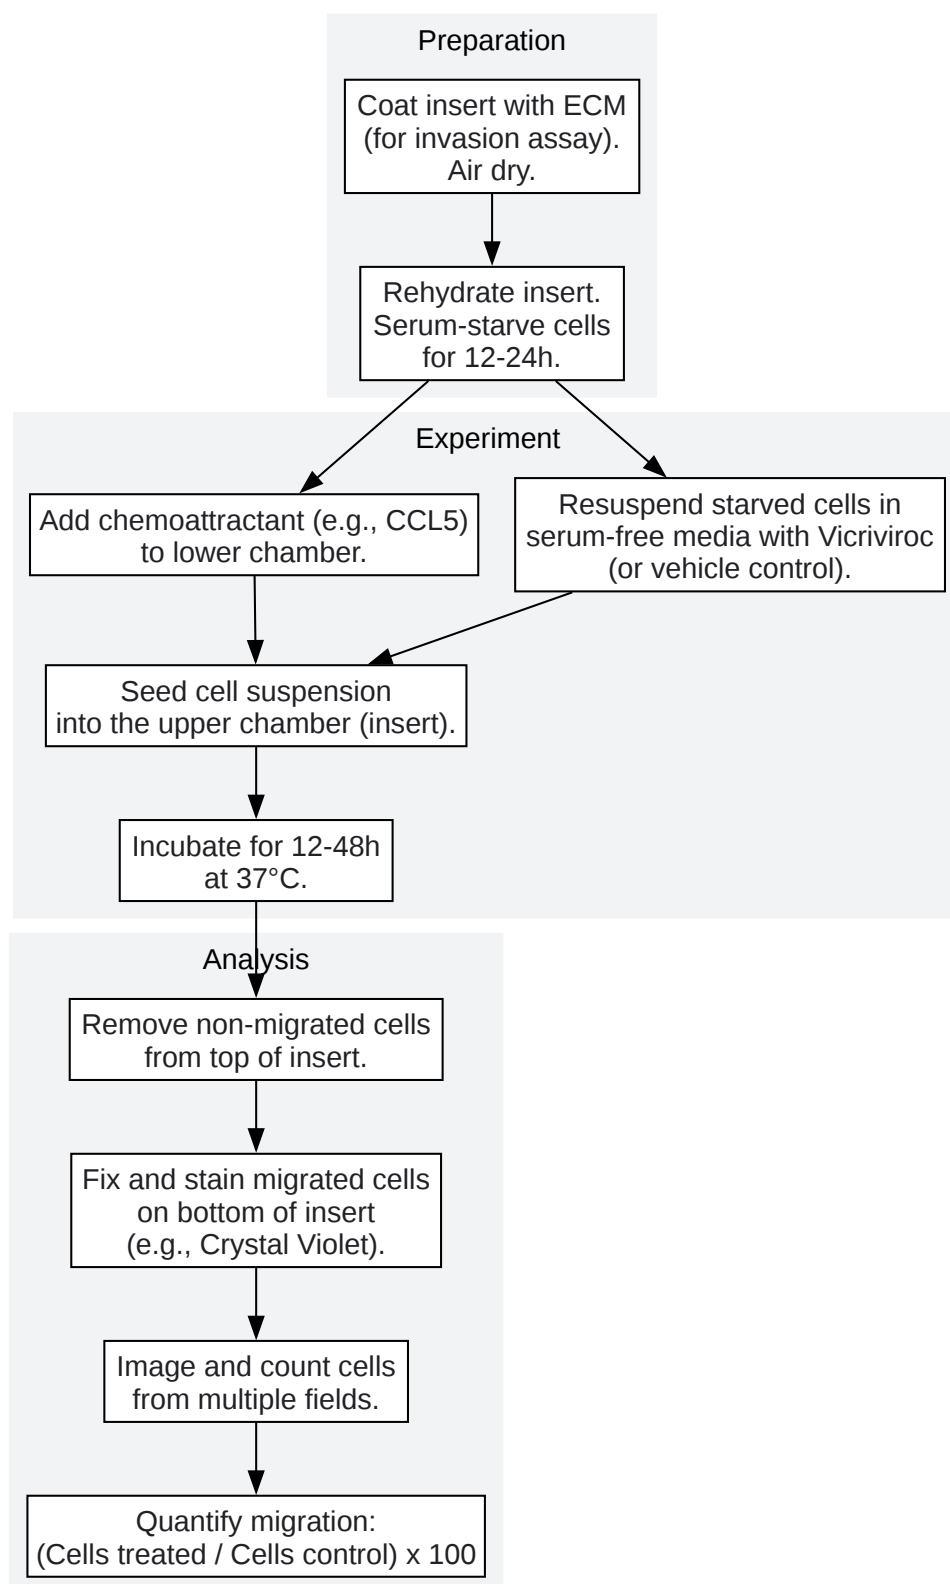 Preparation
Coat insert with ECM
(for invasion assay).
Air dry.
Rehydrate insert.
Serum-starve cells
for 12-24h.
Experiment
Add chemoattractant (e.g., CCL5)
to lower chamber.
Resuspend starved cells in
serum-free media with Vicriviroc
(or vehicle control).
Seed cell suspension
into the upper chamber (insert).
Incubate for 12-48h
at 37°C.
Analysis
Remove non-migrated cells
from top of insert.
Fix and stain migrated cells
on bottom of insert
(e.g., Crystal Violet).
Image and count cells
from multiple fields.
Quantify migration:
(Cells treated / Cells control) x 100